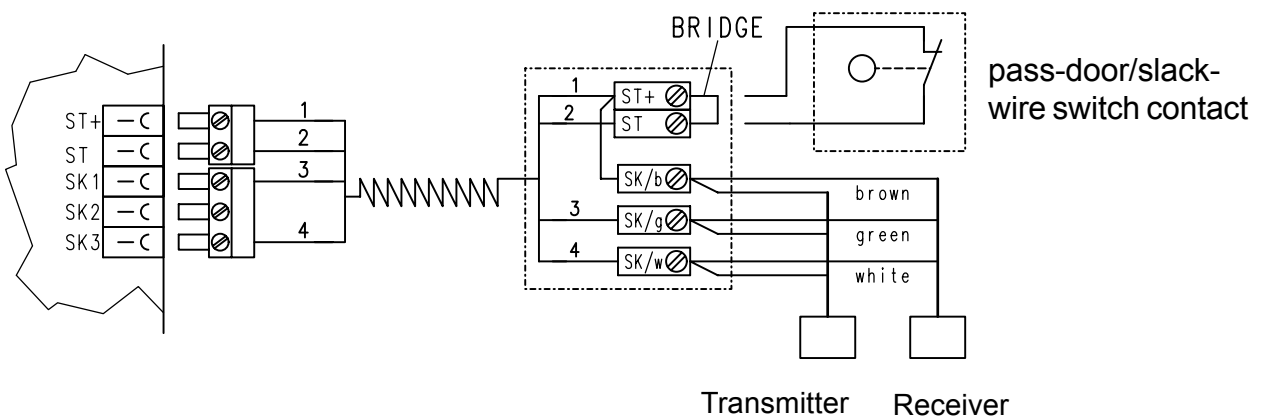 BRIDGE
pass-door/slack-
wire switch contact
ST+
ST
SK1
SK2
SK3
1
2
3
4
1
2
3
4
ST+
ST
SK/b
SK/g
SK/w
brown
green
white
Transmitter
Receiver